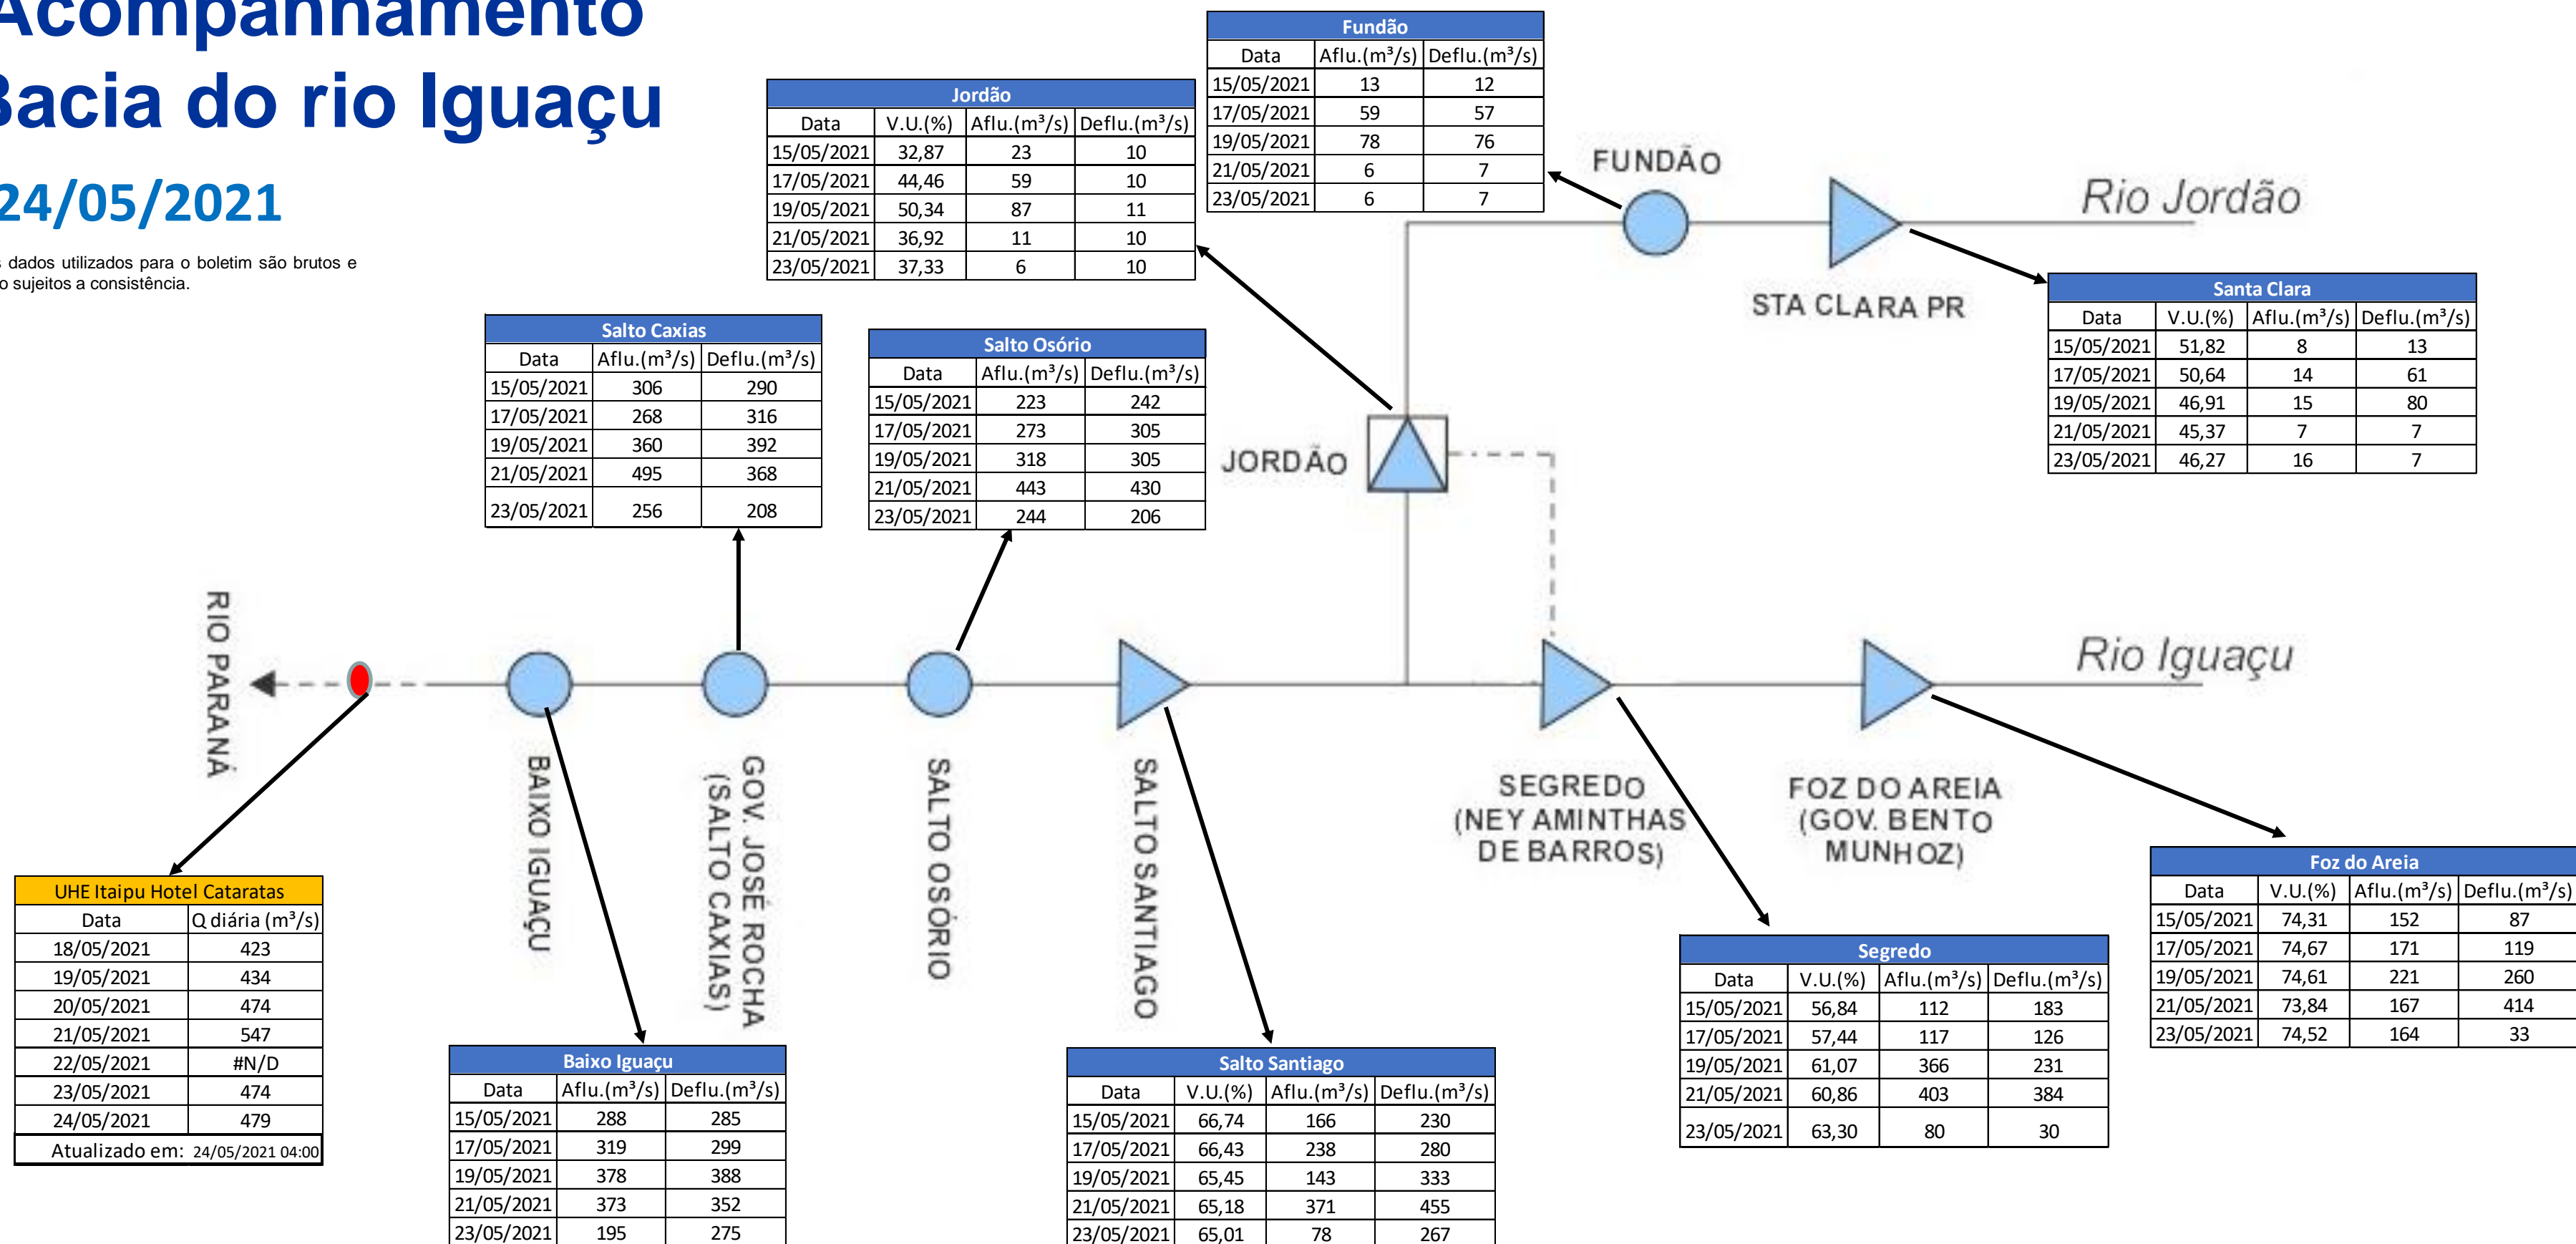 Acompanhamento
Bacia do rio Iguaçu
24/05/2021
s dados utilizados para o boletim são brutos e
o sujeitos a consistência.
Fundão
Data Aflu.(m³/s) Deflu.(m³/s)
15/05/2021 13 12
17/05/2021 59 57
19/05/2021 78 76
21/05/2021 6 7
23/05/2021 6 7
Jordão
Data V.U.(%) Aflu.(m³/s) Deflu.(m³/s)
15/05/2021 32,87 23 10
17/05/2021 44,46 59 10
19/05/2021 50,34 87 11
21/05/2021 36,92 11 10
23/05/2021 37,33 6 10
FUNDÃO
Rio Jordão
STA CLARA PR
Santa Clara
Data V.U.(%) Aflu.(m³/s) Deflu.(m³/s)
15/05/2021 51,82 8 13
17/05/2021 50,64 14 61
19/05/2021 46,91 15 80
21/05/2021 45,37 7 7
23/05/2021 46,27 16 7
Salto Caxias
Data Aflu.(m³/s) Deflu.(m³/s)
15/05/2021 306 290
17/05/2021 268 316
19/05/2021 360 392
21/05/2021 495 368
23/05/2021 256 208
Salto Osório
Data Aflu.(m³/s) Deflu.(m³/s)
15/05/2021 223 242
17/05/2021 273 305
19/05/2021 318 305
21/05/2021 443 430
23/05/2021 244 206
JORDÃO
RIO PARANÁ
Rio Iguaçu
BAIXO IGUAÇU
GOV. JOSÉ ROCHA
(SALTO CAXIAS)
SALTO OSÓRIO
SALTO SANTIAGO
SEGREDO
(NEY AMINTHAS
DE BARROS)
FOZ DO AREIA
(GOV. BENTO
MUNHOZ)
UHE Itaipu Hotel Cataratas
Data Q diária (m³/s)
18/05/2021 423
19/05/2021 434
20/05/2021 474
21/05/2021 547
22/05/2021 #N/D
23/05/2021 474
24/05/2021 479
Atualizado em: 24/05/2021 04:00
Baixo Iguaçu
Data Aflu.(m³/s) Deflu.(m³/s)
15/05/2021 288 285
17/05/2021 319 299
19/05/2021 378 388
21/05/2021 373 352
23/05/2021 195 275
Salto Santiago
Data V.U.(%) Aflu.(m³/s) Deflu.(m³/s)
15/05/2021 66,74 166 230
17/05/2021 66,43 238 280
19/05/2021 65,45 143 333
21/05/2021 65,18 371 455
23/05/2021 65,01 78 267
Segredo
Data V.U.(%) Aflu.(m³/s) Deflu.(m³/s)
15/05/2021 56,84 112 183
17/05/2021 57,44 117 126
19/05/2021 61,07 366 231
21/05/2021 60,86 403 384
23/05/2021 63,30 80 30
Foz do Areia
Data V.U.(%) Aflu.(m³/s) Deflu.(m³/s)
15/05/2021 74,31 152 87
17/05/2021 74,67 171 119
19/05/2021 74,61 221 260
21/05/2021 73,84 167 414
23/05/2021 74,52 164 33